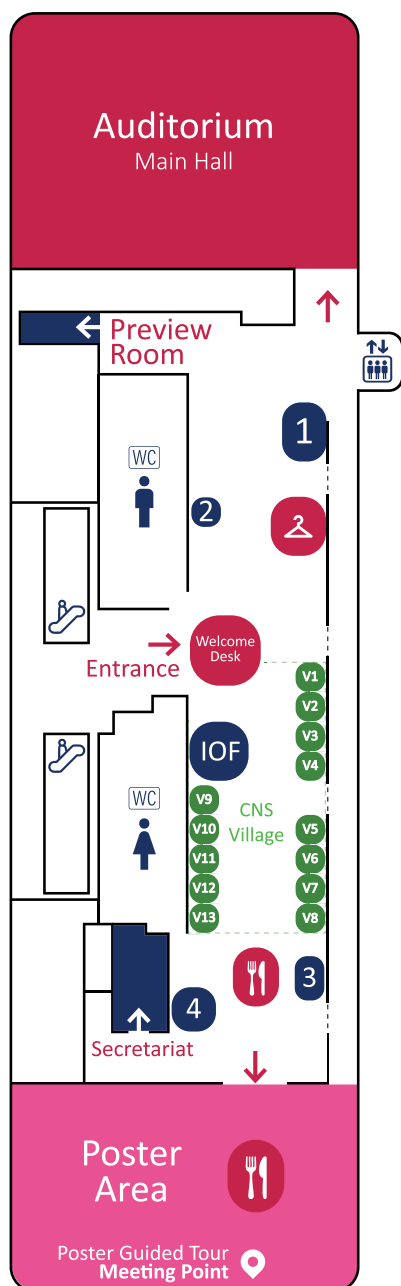 Auditorium
Main Hall
Preview
Room
1
WC
2
Welcome
Desk
Entrance
V1
V2
V3
V4
IOF
WC
V9
V10
V11
V12
V13
CNS
Village
V5
V6
V7
V8
3
4
Secretariat
Poster
Area
Poster Guided Tour
Meeting Point